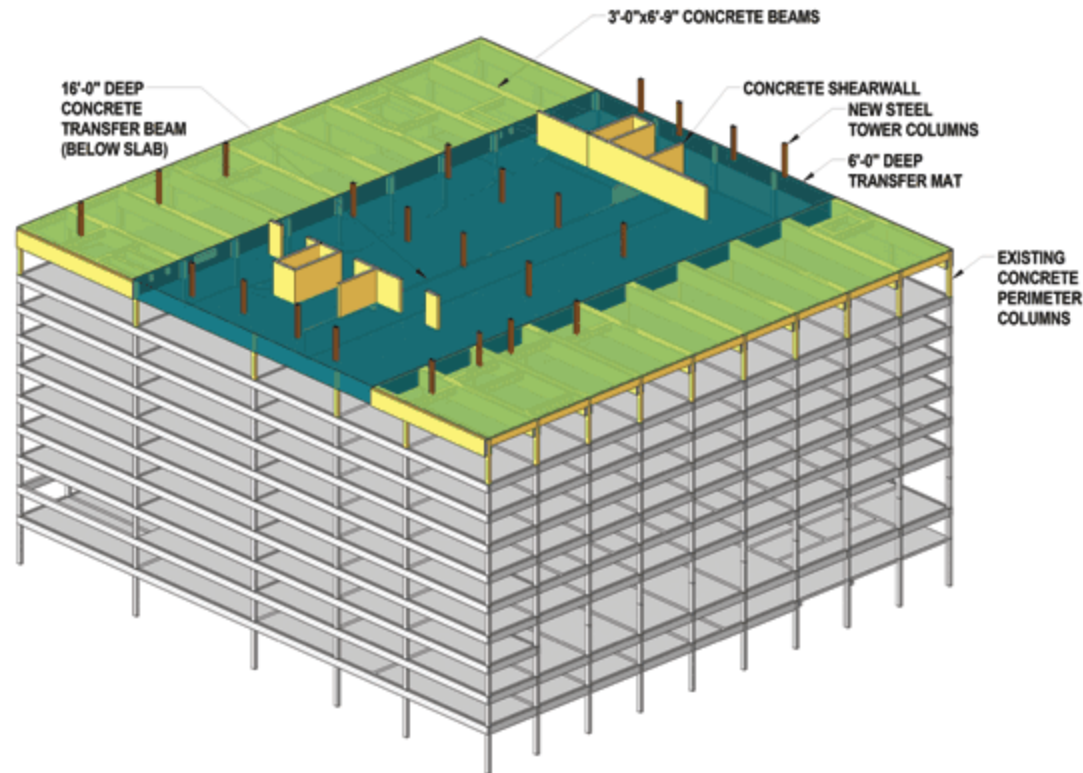 3'-0"x6'-9" CONCRETE BEAMS
16'-0" DEEP
CONCRETE
TRANSFER BEAM
(BELOW SLAB)
CONCRETE SHEARWALL
NEW STEEL
TOWER COLUMNS
6'-0" DEEP
TRANSFER MAT
EXISTING
CONCRETE
PERIMETER
COLUMNS